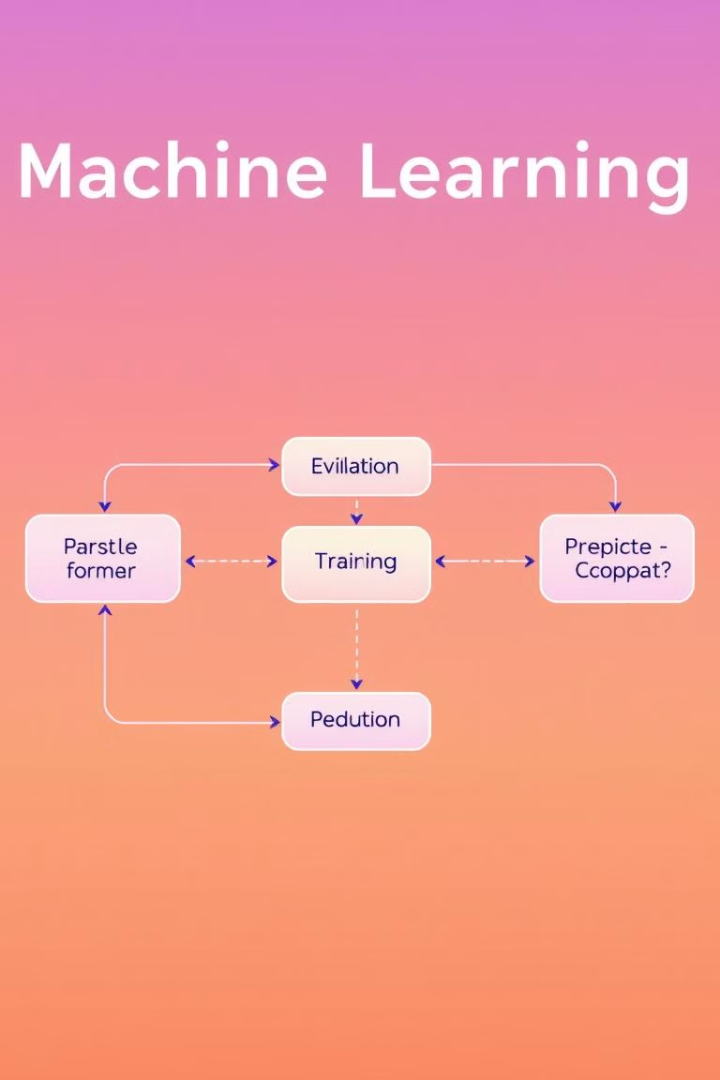 Machine Learning
Evillation
Parstle
former
Training
Prepicte -
Ccoppat?
Pedution